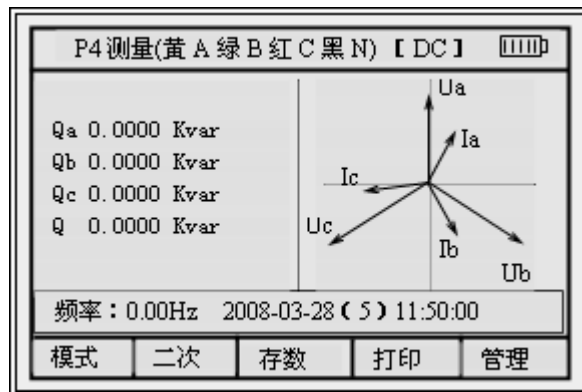 P4测量(黄A绿B红C黑N)【DC】
Qa 0.0000 Kvar
Qb 0.0000 Kvar
Qc 0.0000 Kvar
Q 0.0000 Kvar
Ua
Ia
Ic
Uc
Ib
Ub
频率：0.00Hz 2008-03-28（5）11:50:00
模式 二次 存数 打印 管理